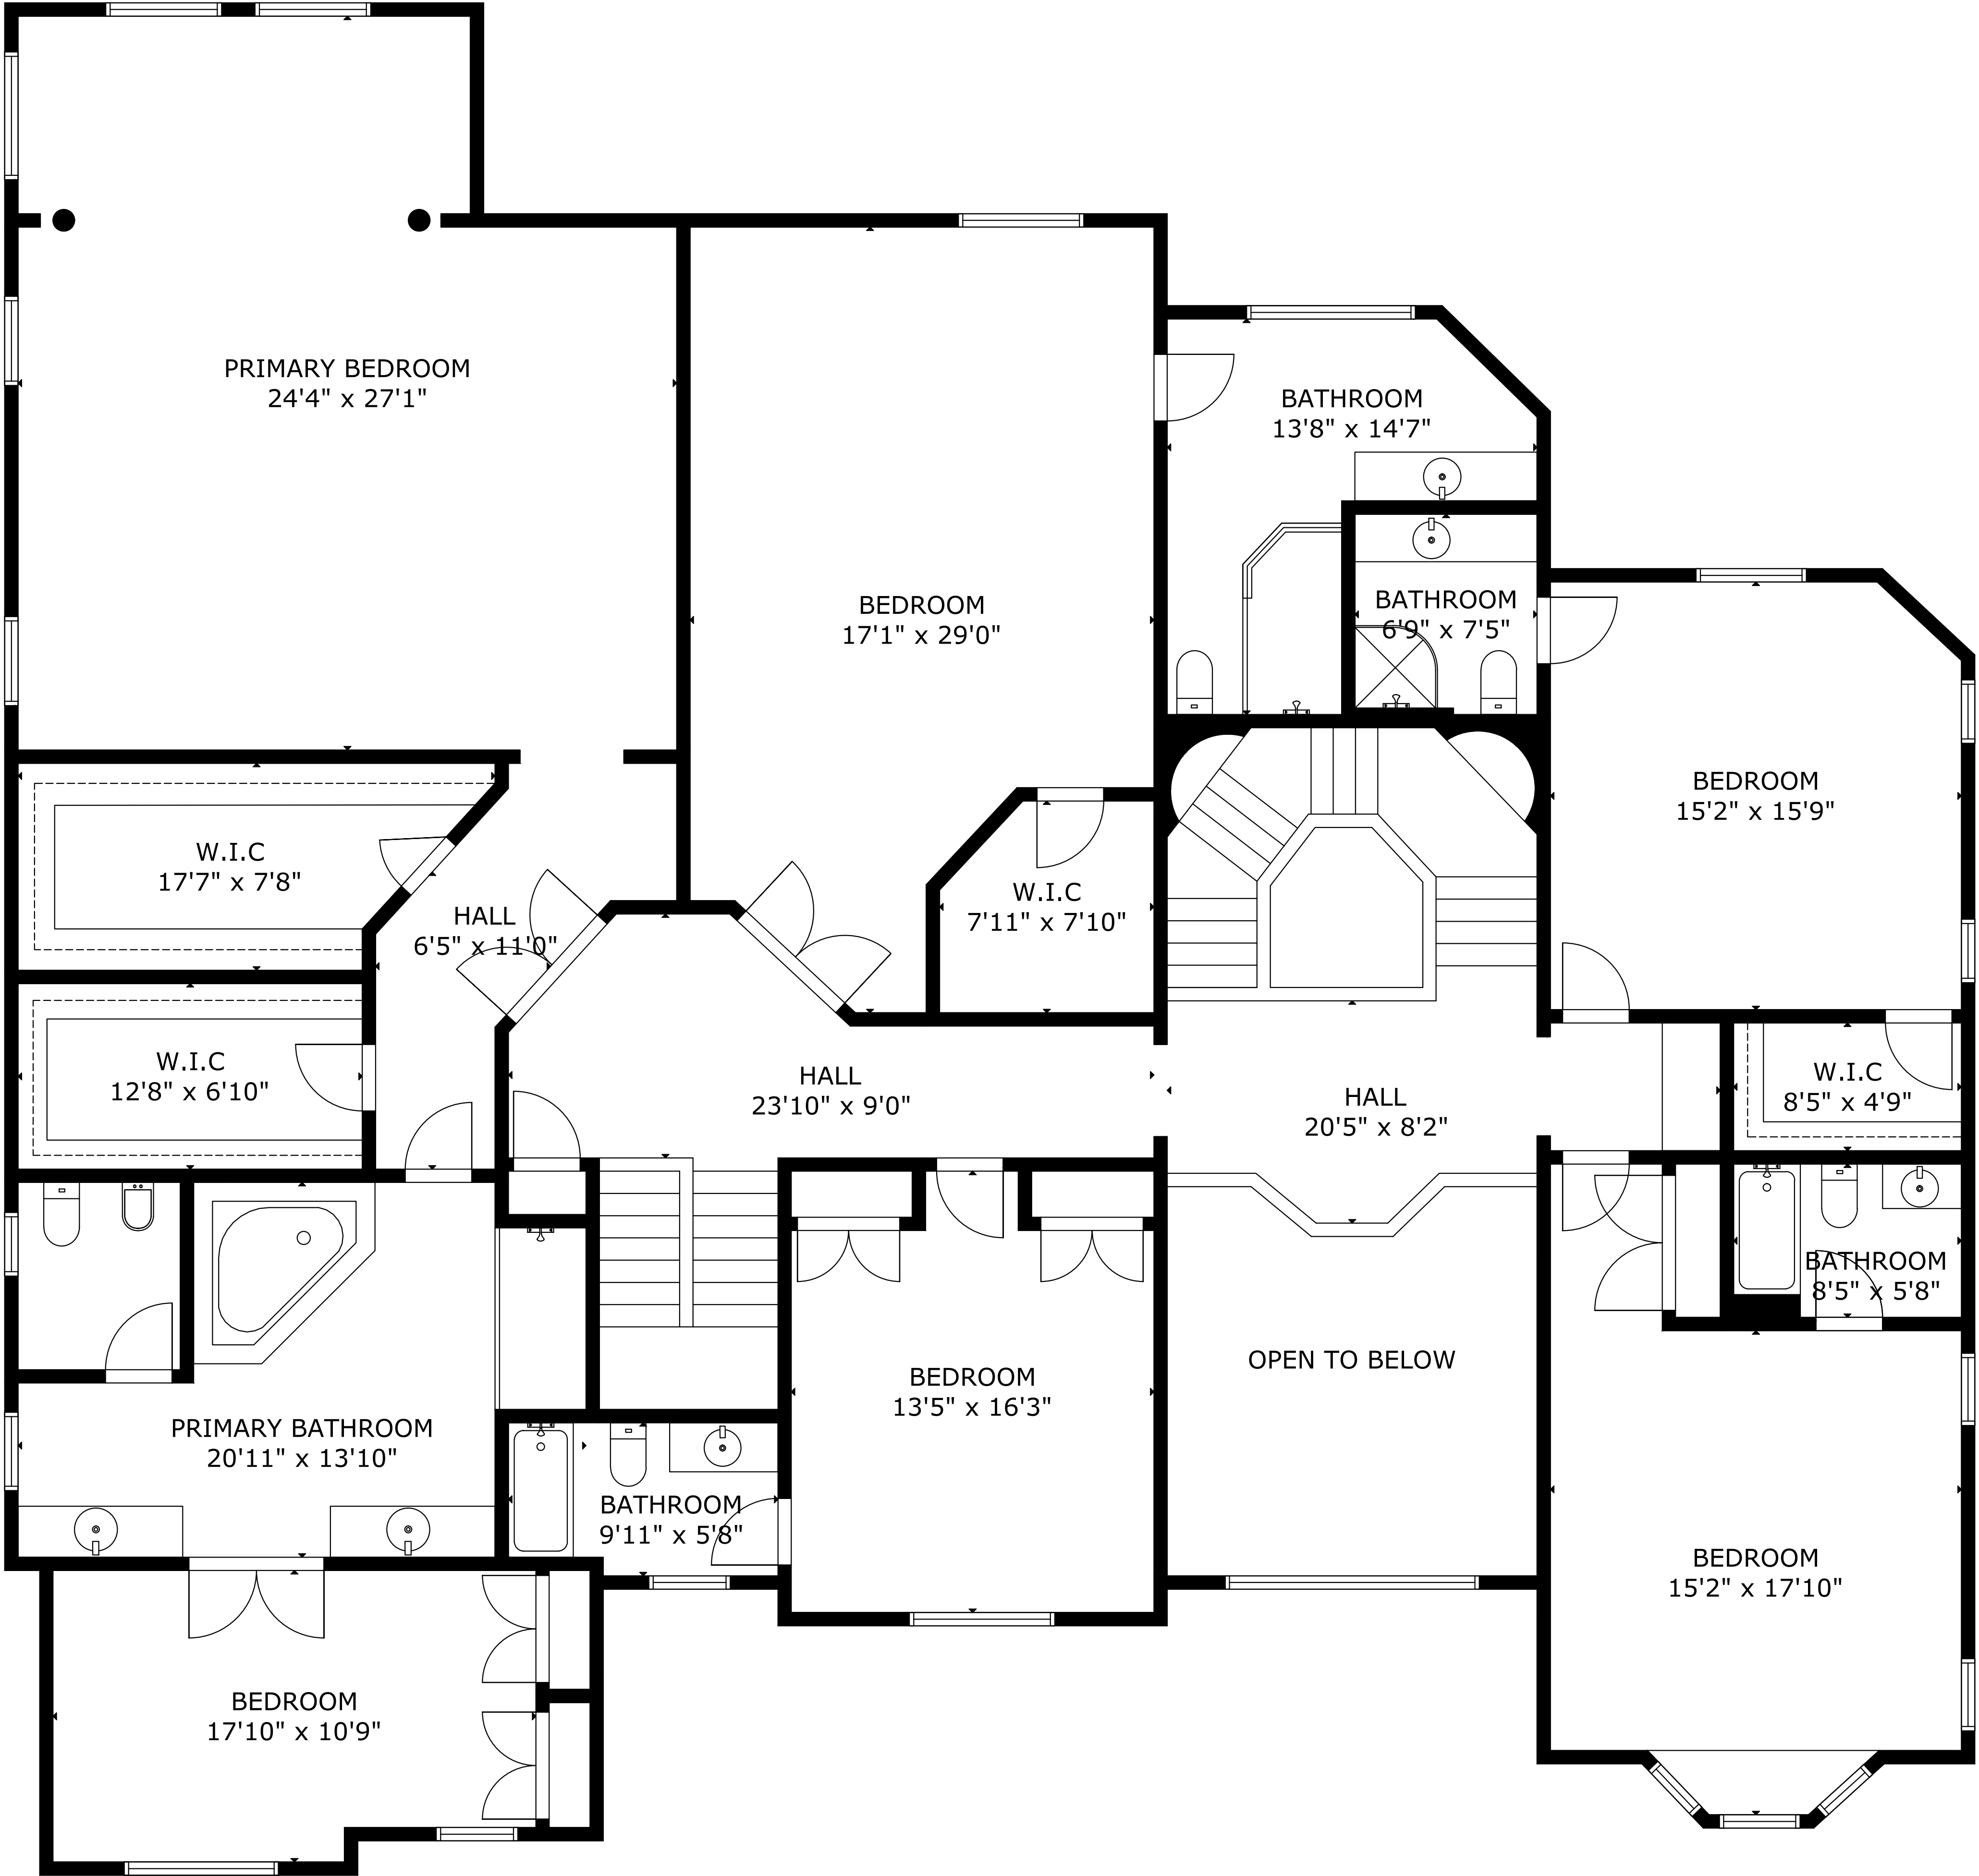 PRIMARY BEDROOM
24'4" x 27'1"
BATHROOM
13'8" x 14'7"
BEDROOM
17'1" x 29'0"
BATHROOM
6'9" x 7'5"
BEDROOM
15'2" x 15'9"
W.I.C
17'7" x 7'8"
HALL
6'5" x 11'0"
W.I.C
7'11" x 7'10"
W.I.C
12'8" x 6'10"
HALL
23'10" x 9'0"
HALL
20'5" x 8'2"
W.I.C
8'5" x 4'9"
BATHROOM
8'5" x 5'8"
OPEN TO BELOW
BEDROOM
13'5" x 16'3"
PRIMARY BATHROOM
20'11" x 13'10"
BATHROOM
9'11" x 5'8"
BEDROOM
15'2" x 17'10"
BEDROOM
17'10" x 10'9"